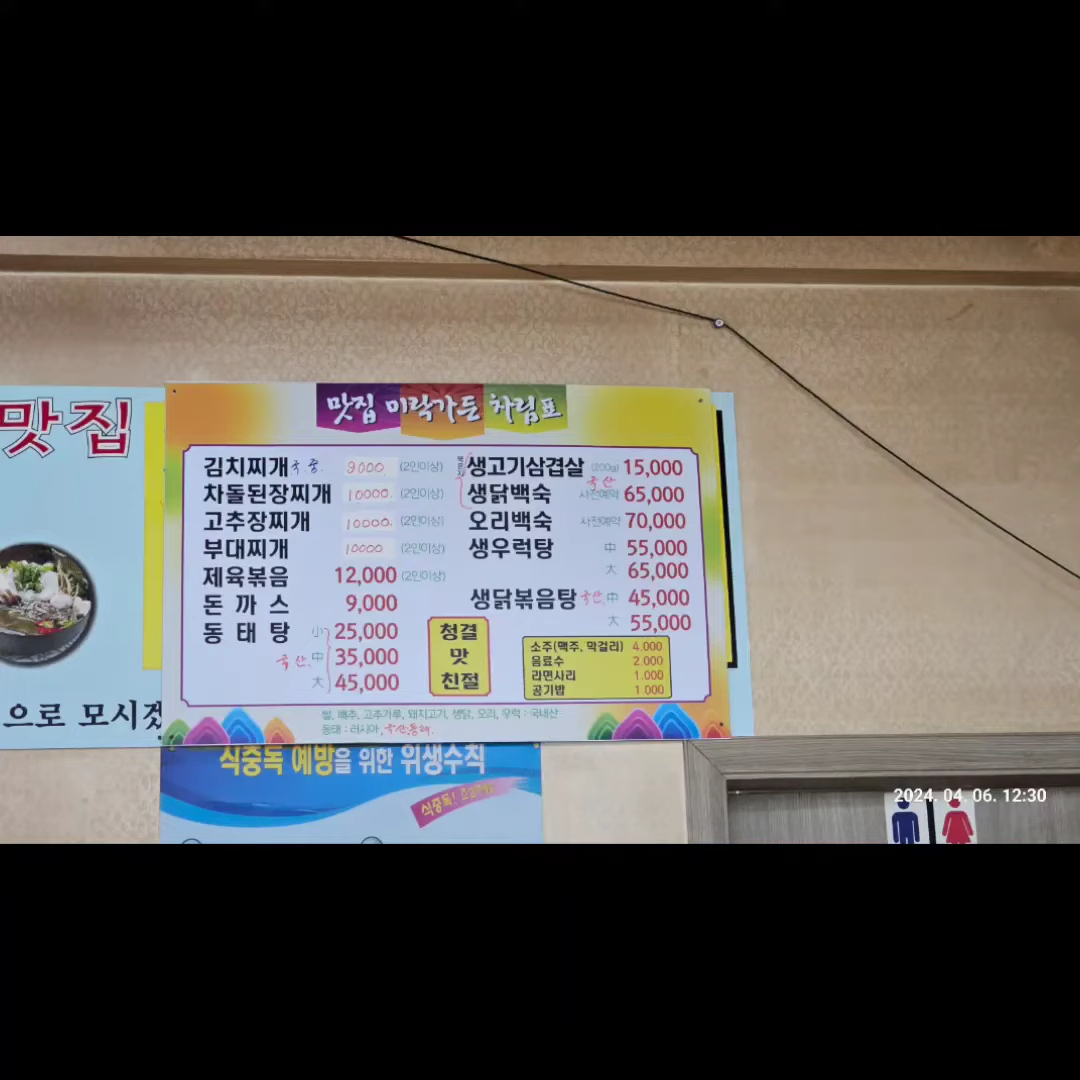 맛집
으로 모시겠
맛집 미락가든 차림표
김치찌개 국 중. 9000. (2인이상)
차돌된장찌개 10000. (2인이상)
고추장찌개 10000. (2인이상)
부대찌개 10000 (2인이상)
제육볶음 12,000 (2인이상)
돈 까 스 9,000
동 태 탕 小 25,000
국산. 中 35,000
大 45,000
생고기삼겹살 (200g) 15,000
국산
생닭백숙 사전예약 65,000
오리백숙 사전예약 70,000
생우럭탕 中 55,000
大 65,000
생닭볶음탕 국산. 中 45,000
大 55,000
청결
맛
친절
소주(맥주, 막걸리) 4.000
음료수 2.000
라면사리 1.000
공기밥 1.000
쌀, 배추, 고추가루, 돼지고기, 생닭, 오리, 우럭 : 국내산
동태 : 러시아,
식중독 예방을 위한 위생수칙
식중독!
2024. 04. 06. 12:30